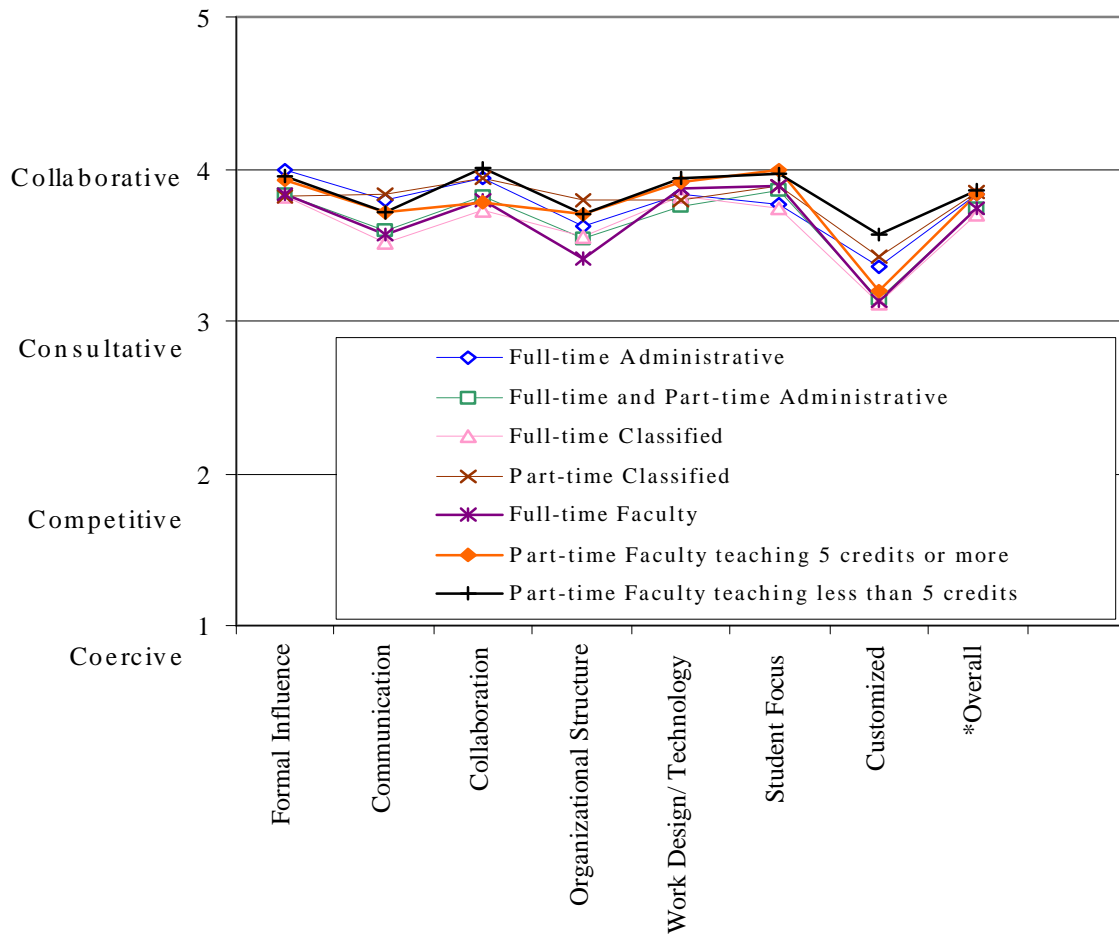 5
4
Collaborative
3
Consultative
Full-time Administrative
Full-time and Part-time Administrative
Full-time Classified
Part-time Classified
Full-time Faculty
Part-time Faculty teaching 5 credits or more
Part-time Faculty teaching less than 5 credits
2
Competitive
1
Coercive
Formal Influence
Communication
Collaboration
Organizational Structure
Work Design/ Technology
Student Focus
Customized
*Overall